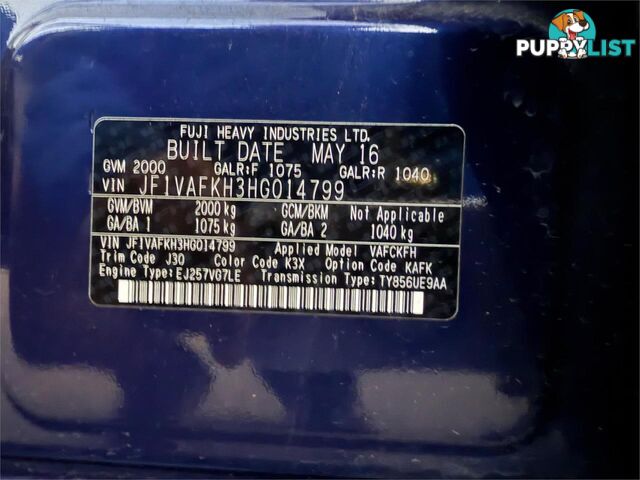 PUPPYLIST
FUJI HEAVY INDUSTRIES LTD.
BUILT DATE MAY 16
GVM 2000 GALR:F 1075 GALR:R 1040
VIN JF1VAFKH3HG014799
GVM/BVM 2000 kg GCM/BKM Not Applicable
GA/BA 1 1075 kg GA/BA 2 1040 kg
VIN JF1VAFKH3HG014799 Applied Model VAFCKFH
Trim Code J30 Color Code K3X Option Code KAFK
Engine Type:EJ257VG7LE Transmission Type:TY856UE9AA